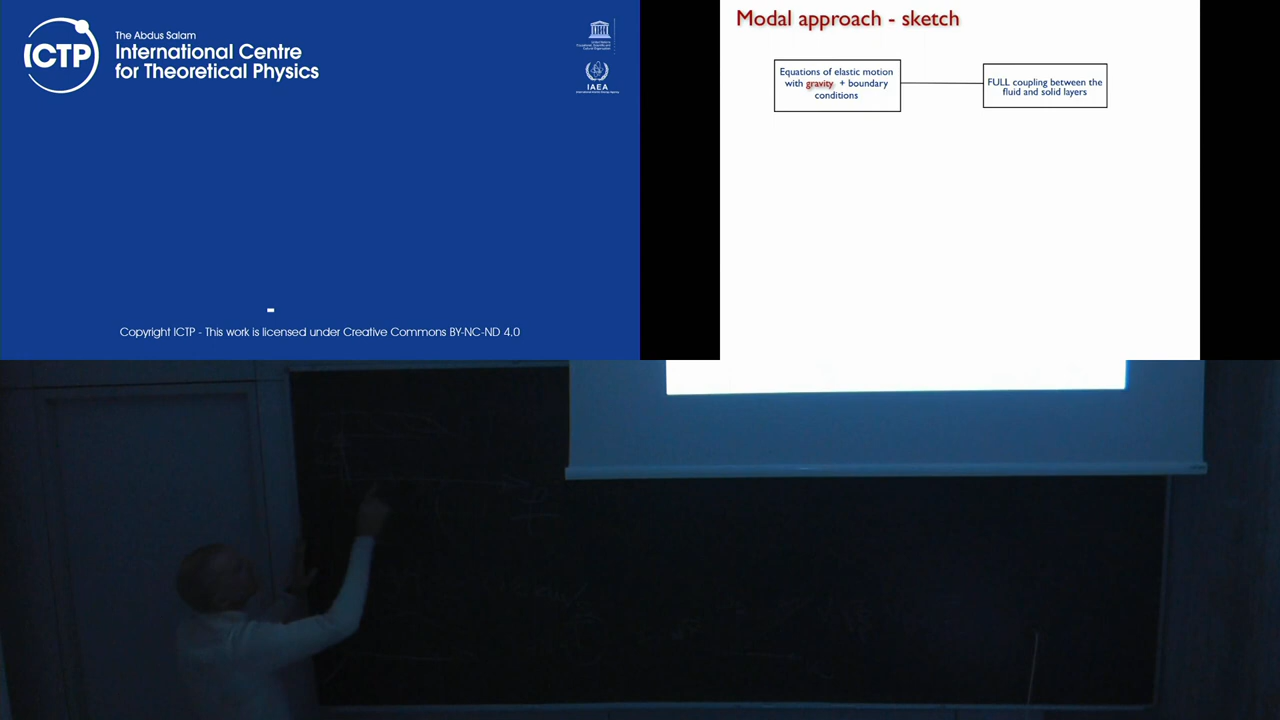 The Abdus Salam
International Centre
for Theoretical Physics
ICTP
IAEA
Copyright ICTP - This work is licensed under Creative Commons BY-NC-ND 4.0
Modal approach - sketch
Equations of elastic motion
with gravity + boundary
conditions
FULL coupling between the
fluid and solid layers